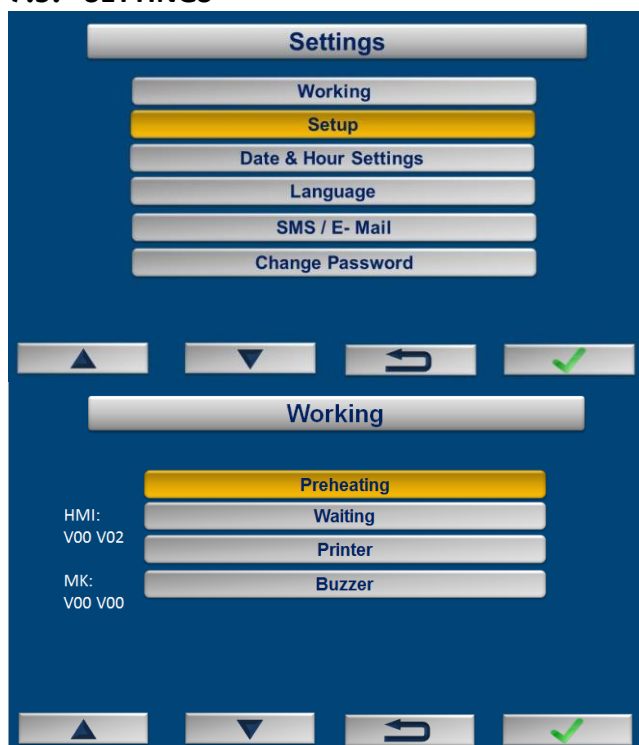 SETTINGS
Settings
Working
Setup
Date & Hour Settings
Language
SMS / E- Mail
Change Password
Working
Preheating
HMI:
V00 V02
Waiting
Printer
MK:
V00 V00
Buzzer